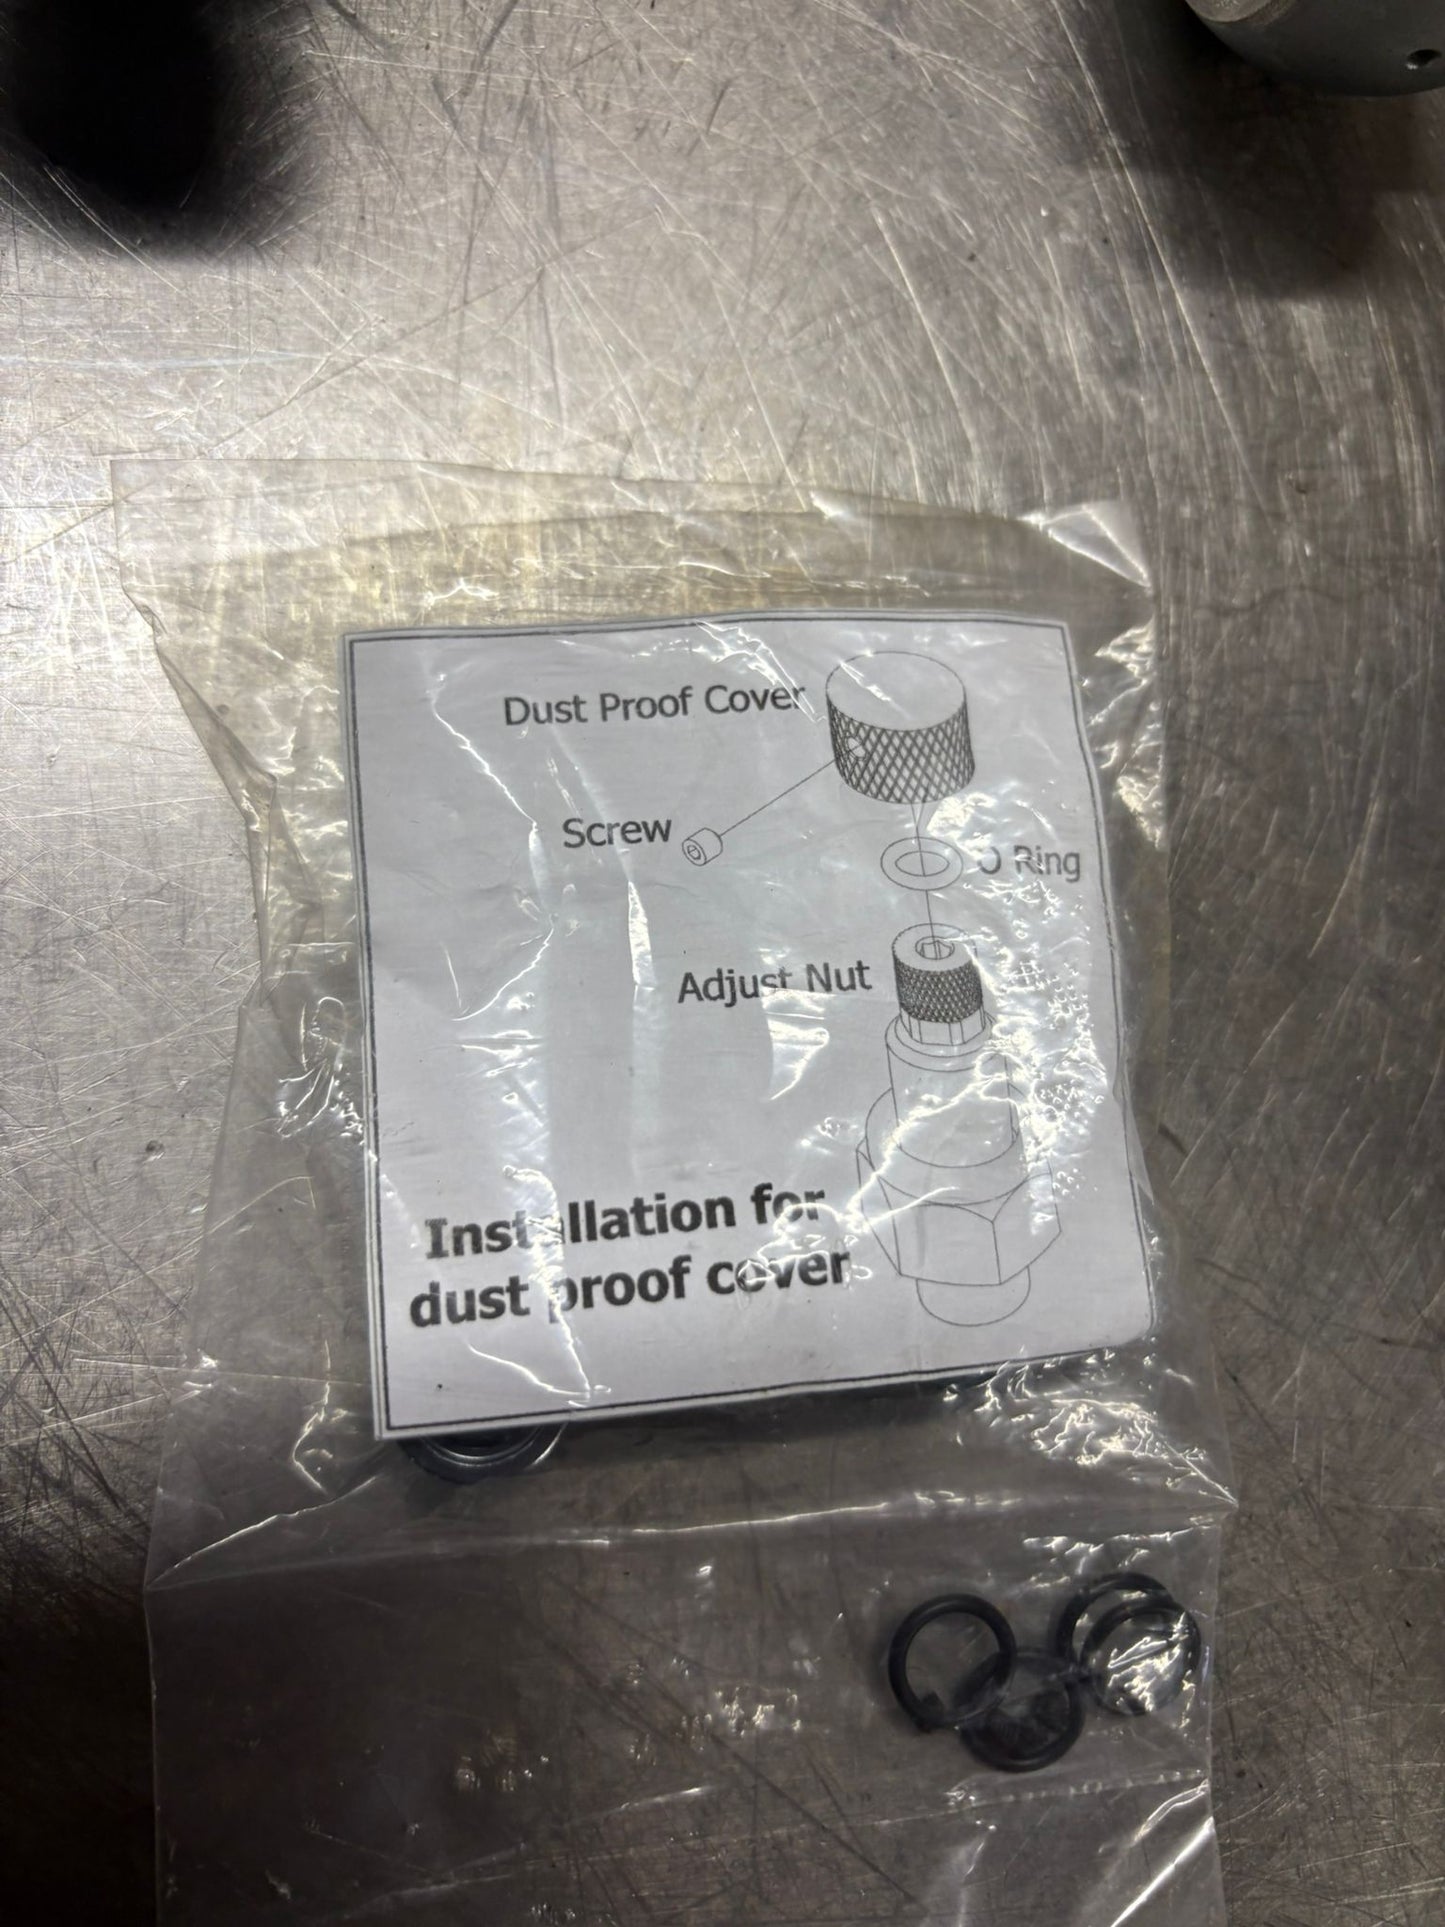 Dust Proof Cover
Screw
O Ring
Adjust Nut
Installation for
dust proof cover